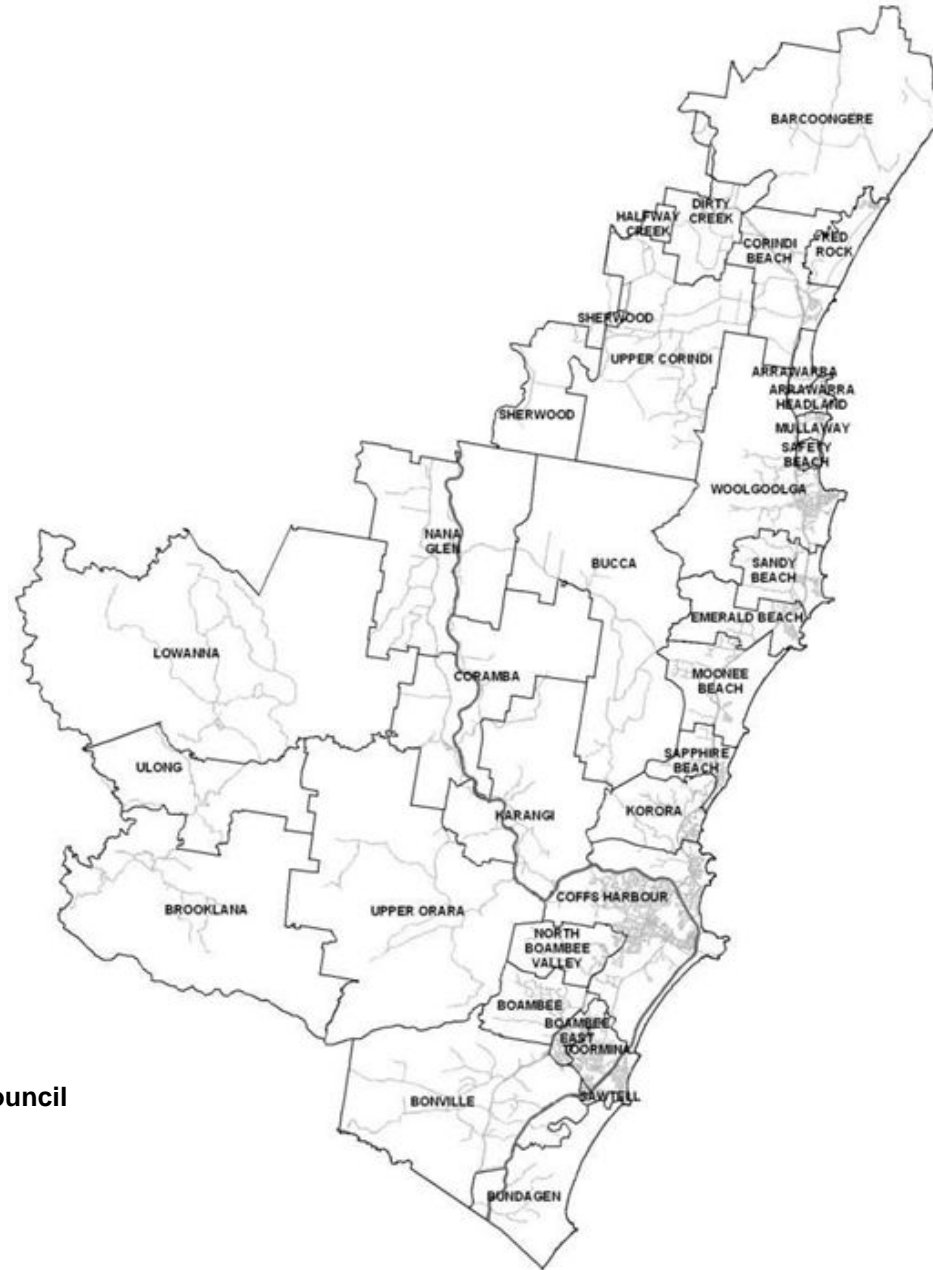 BARCOONGERE
DIRTY
CREEK
HALFWAY
CREEK
CORINDI
BEACH
RED
ROCK
SHERWOOD
UPPER CORINDI
ARRAWARRA
ARRAWARRA
HEADLAND
SHERWOOD
MULLAWAY
SAFETY
BEACH
WOOLGOOLGA
NANA
GLEN
BUCCA
SANDY
BEACH
EMERALD BEACH
LOWANNA
CORAMBA
MOONEE
BEACH
ULONG
SAPPHIRE
BEACH
KORORA
KARANGI
BROOKLANA
UPPER ORARA
COFFS HARBOUR
NORTH
BOAMBEE
VALLEY
BOAMBEE
BOAMBEE
EAST
TOORMINA
ouncil
BONVILLE
SAWTELL
BUNDAGEN